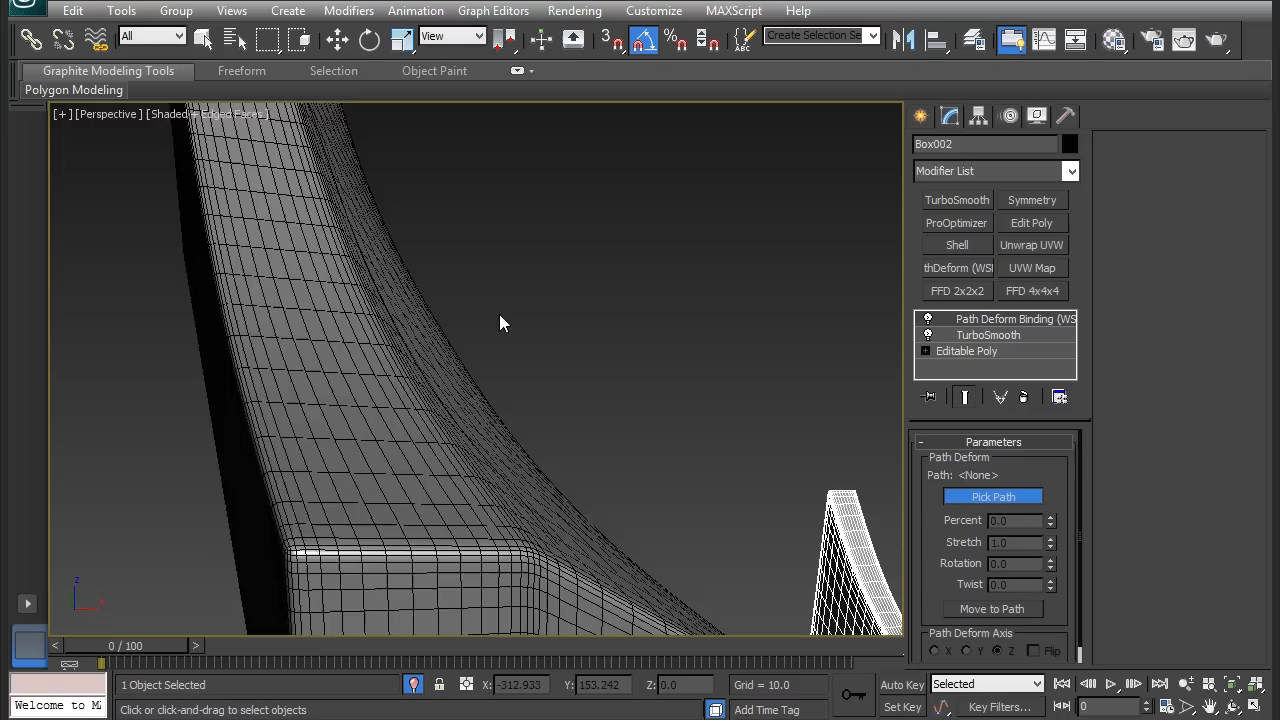 Edit Tools Group Views Create Modifiers Animation Graph Editors Rendering Customize MAXScript Help
All View 3 Create Selection Se
Graphite Modeling Tools Freeform Selection Object Paint
Polygon Modeling
[+] [Perspective] [Shaded + Edged Faces]
Box002
Modifier List
TurboSmooth Symmetry
ProOptimizer Edit Poly
Shell Unwrap UVW
thDeform (WSI UVW Map
FFD 2x2x2 FFD 4x4x4
Path Deform Binding (WS
TurboSmooth
Editable Poly
- Parameters
Path Deform
Path: <None>
Pick Path
Percent 0.0
Stretch 1.0
Rotation 0.0
Twist 0.0
Move to Path
Path Deform Axis
X Y Z Flip
z
x
< 0 / 100 >
1 Object Selected X: -312.933 Y: 153.242 Z: 0.0 Grid = 10.0 Auto Key Selected
Welcome to M Click or click-and-drag to select objects Add Time Tag Set Key Key Filters... 0